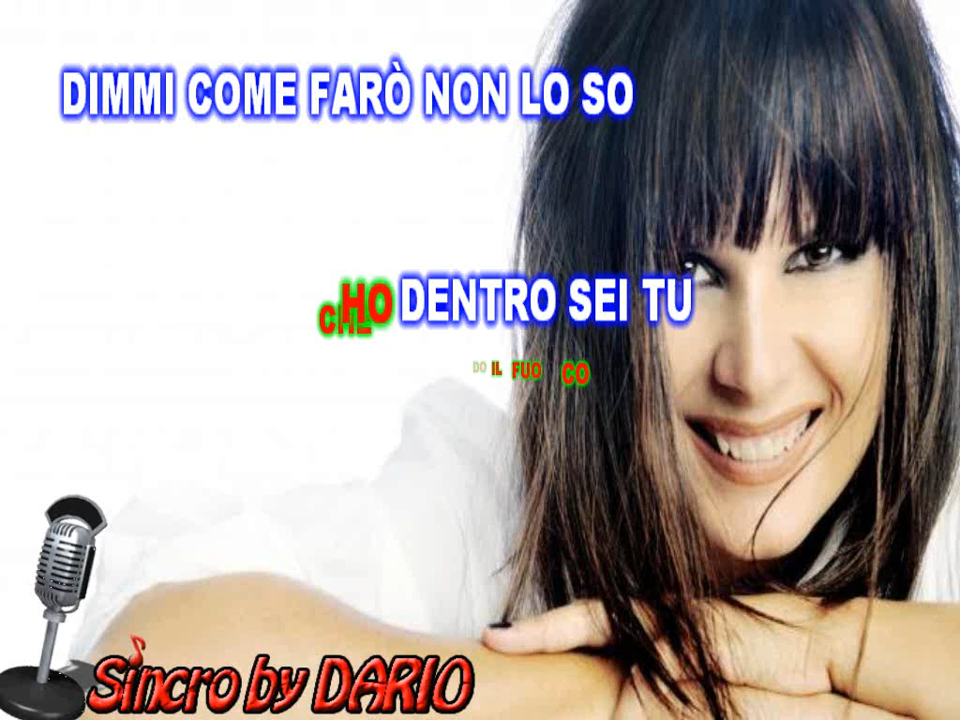 DIMMI COME FARÒ NON LO SO
CHE HO DENTRO SEI TU
DO IL FUO CO
Sincro by DARIO